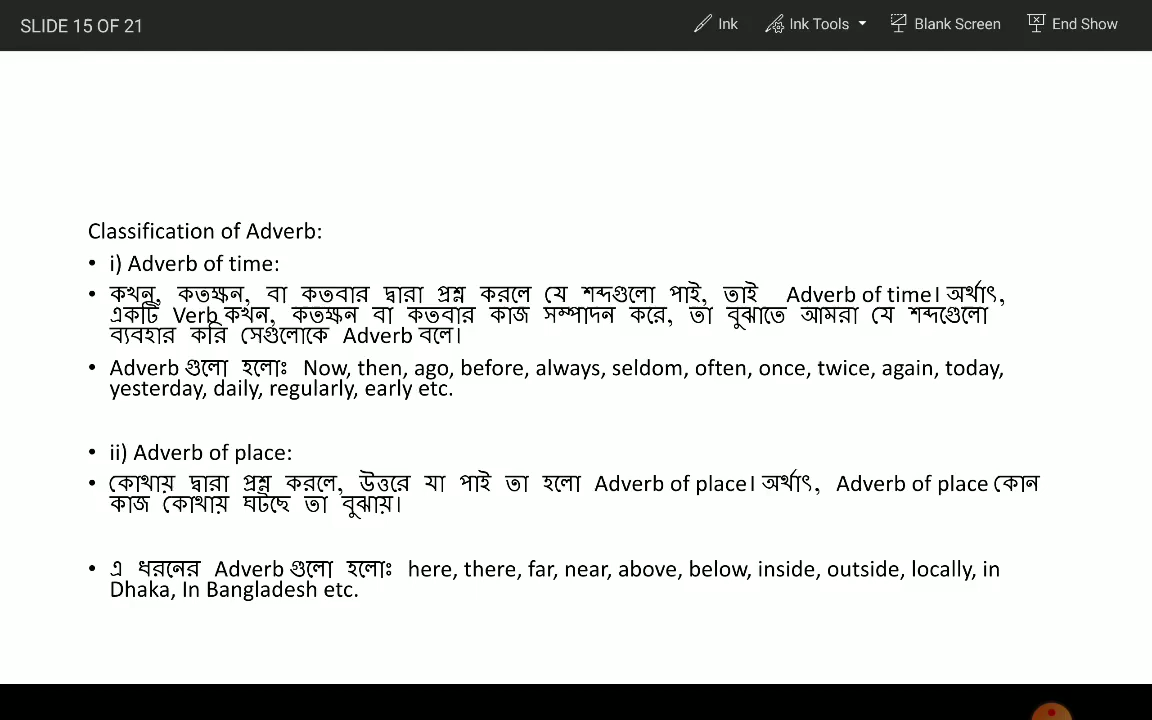 SLIDE 15 OF 21
Ink
Ink Tools
Blank Screen
End Show
Classification of Adverb:
• i) Adverb of time:
• কখন, কতক্ষন, বা কতবার দ্বারা প্রশ্ন করলে যে শব্দগুলো পাই, তাই Adverb of time। অর্থাৎ,
একটি Verb কখন, কতক্ষন বা কতবার কাজ সম্পাদন করে, তা বুঝাতে আমরা যে শব্দগুেলো
ব্যবহার করি সেগুলোকে Adverb বলে।
• Adverb গুলো হলোঃ Now, then, ago, before, always, seldom, often, once, twice, again, today,
yesterday, daily, regularly, early etc.
• ii) Adverb of place:
• কোথায় দ্বারা প্রশ্ন করলে, উত্তরে যা পাই তা হলো Adverb of place। অর্থাৎ, Adverb of place কোন
কাজ কোথায় ঘটছে তা বুঝায়।
• এ ধরনের Adverb গুলো হলোঃ here, there, far, near, above, below, inside, outside, locally, in
Dhaka, In Bangladesh etc.